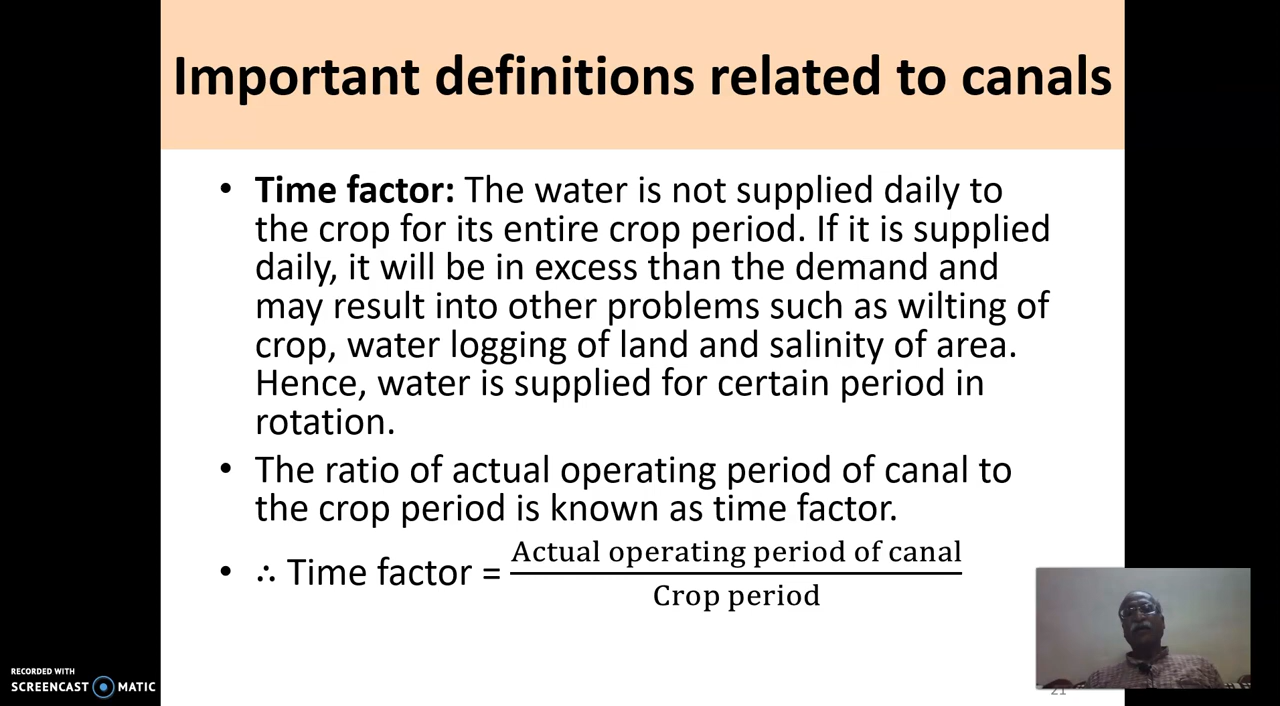 Important definitions related to canals
• Time factor: The water is not supplied daily to
the crop for its entire crop period. If it is supplied
daily, it will be in excess than the demand and
may result into other problems such as wilting of
crop, water logging of land and salinity of area.
Hence, water is supplied for certain period in
rotation.
• The ratio of actual operating period of canal to
the crop period is known as time factor.
• ∴ Time factor = Actual operating period of canal
Crop period
RECORDED WITH
SCREENCAST MATIC
21